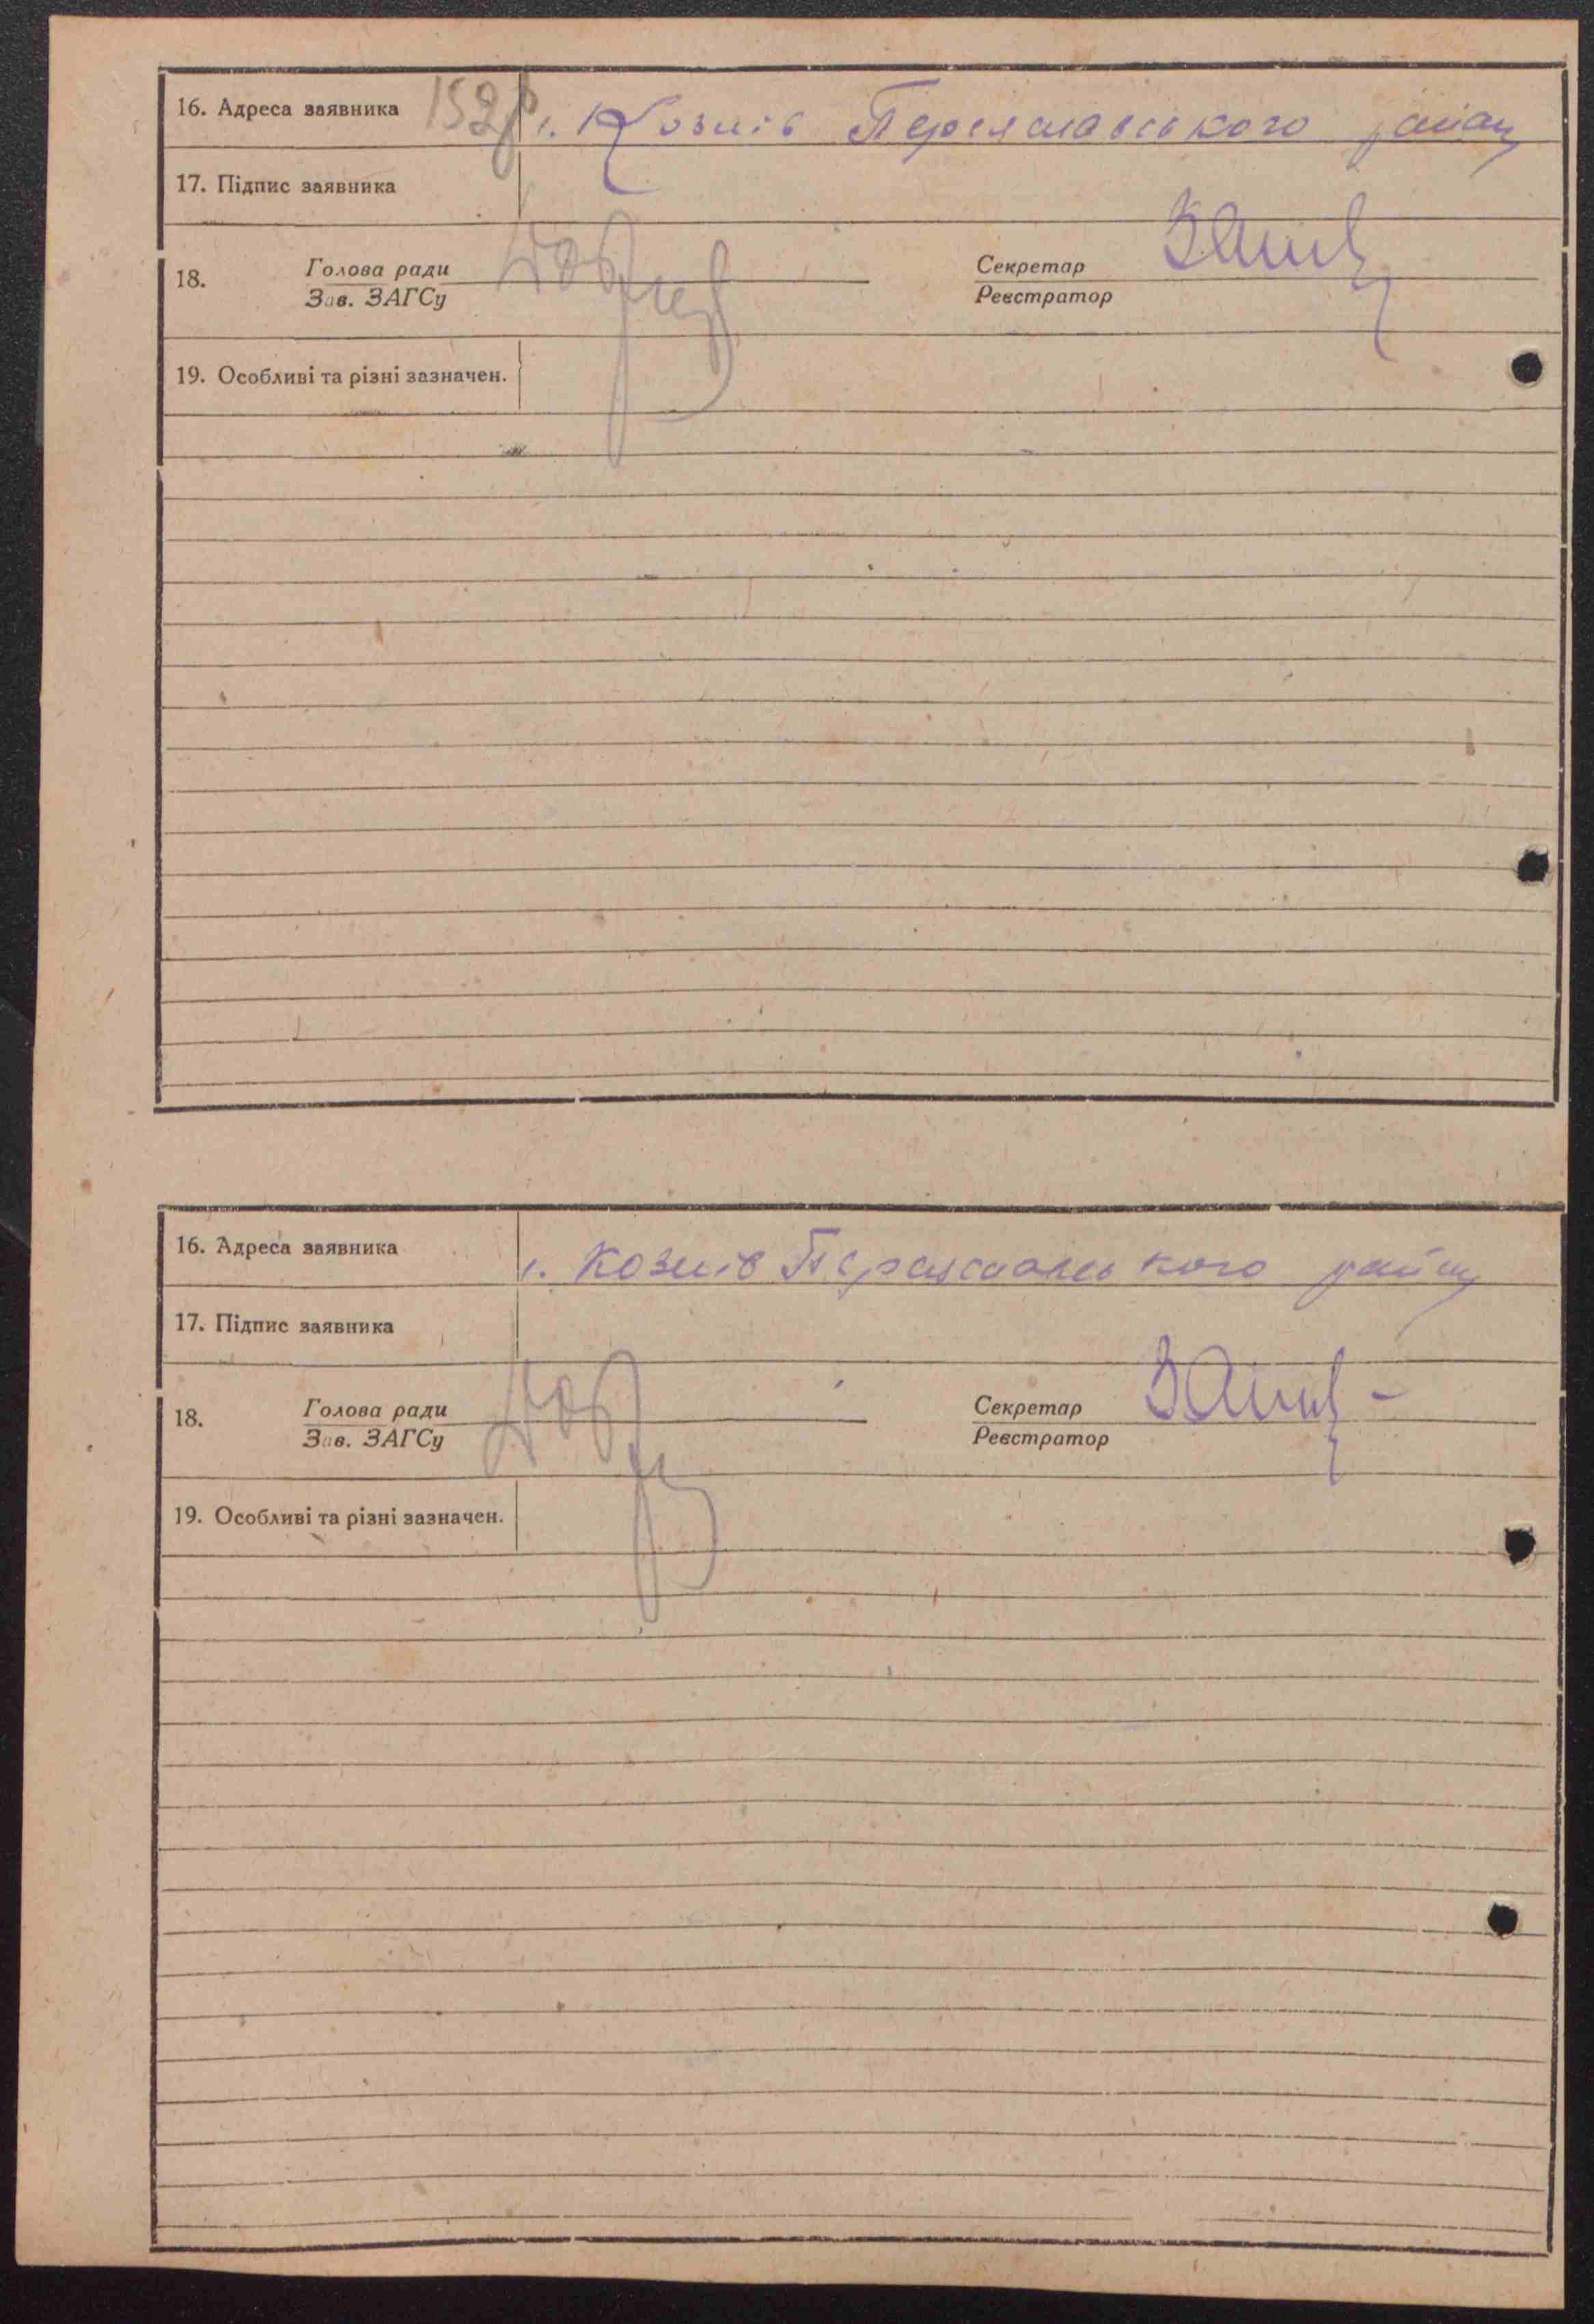 16. Адреса заявника 152 с. Козлів Переяславського району
17. Підпис заявника
18. Голова ради Секретар
Зав. ЗАГСу Реєстратор
19. Особливі та різні зазначен.
16. Адреса заявника с. Козлів Переяславського району
17. Підпис заявника
18. Голова ради Секретар
Зав. ЗАГСу Реєстратор
19. Особливі та різні зазначен.